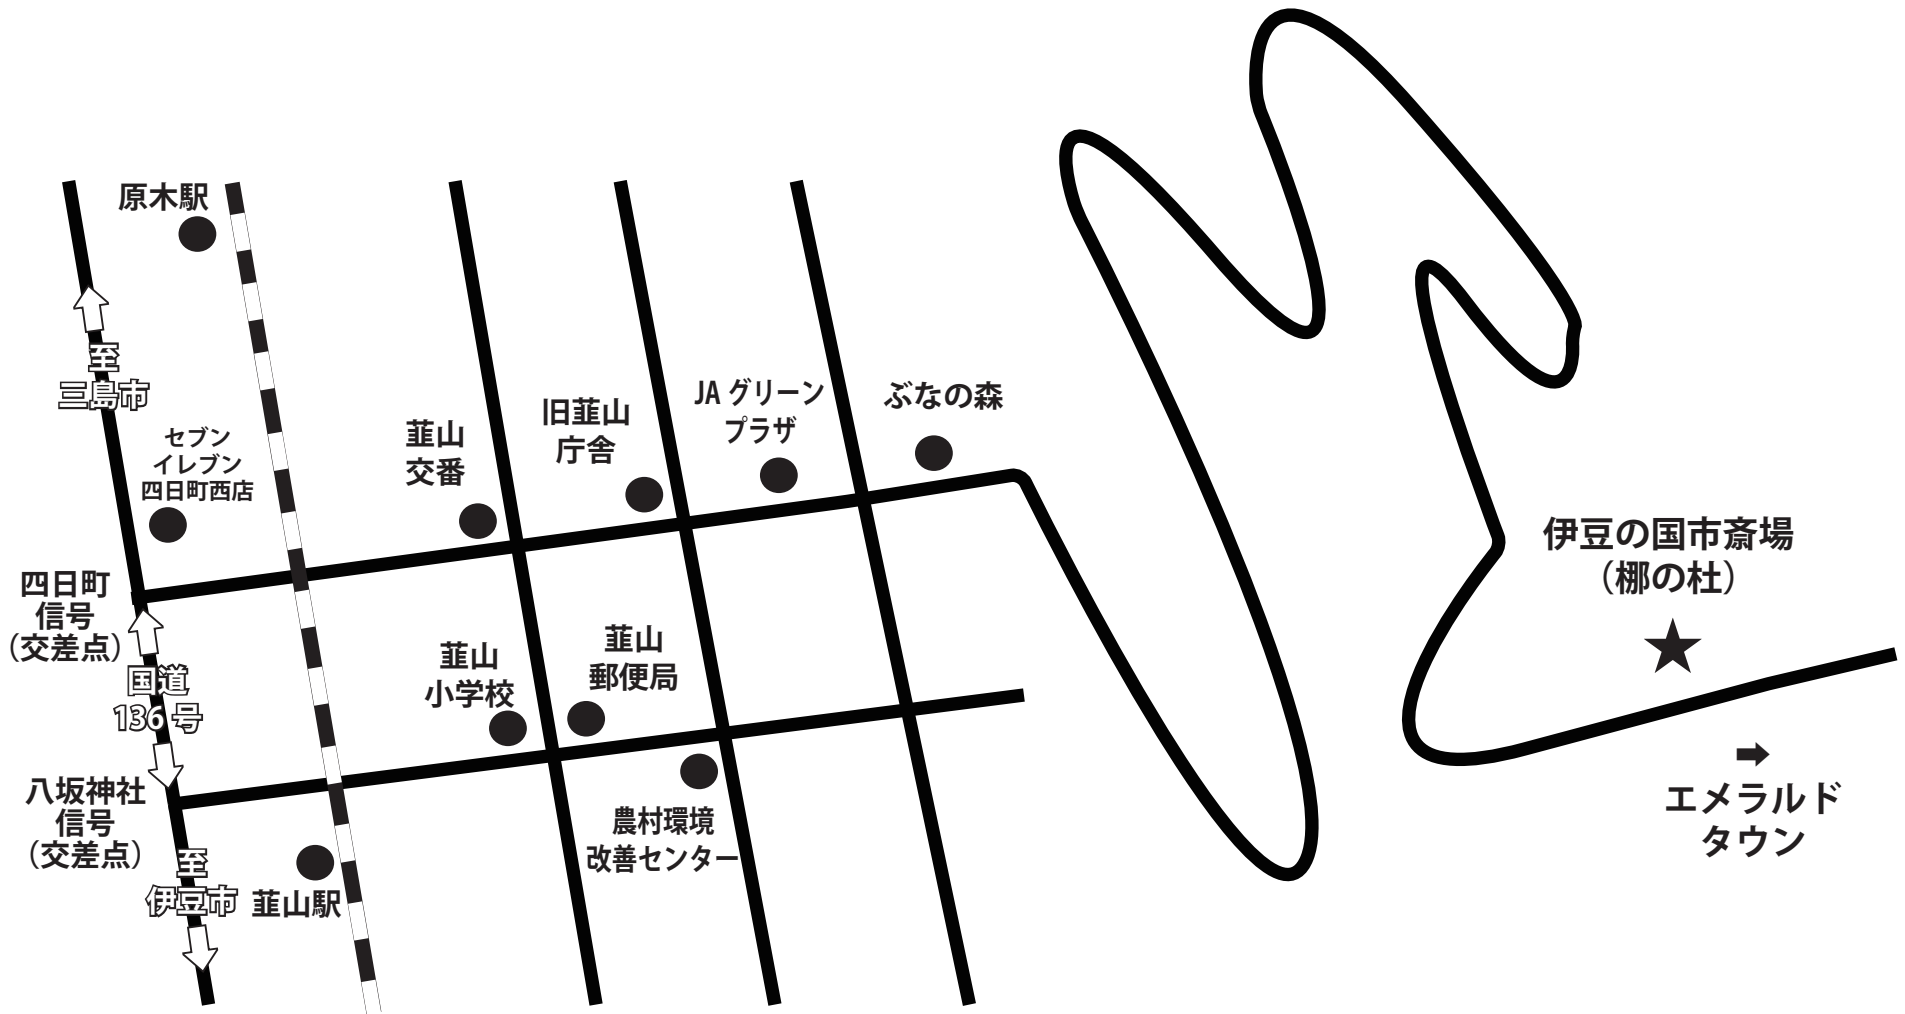 原木駅
至
三島市
セブン
イレブン
四日町西店
韮山
交番
旧韮山
庁舎
JA グリーン
プラザ
ぶなの森
四日町
信号
（交差点）
国道
136 号
韮山
小学校
韮山
郵便局
八坂神社
信号
（交差点）
至
伊豆市
韮山駅
農村環境
改善センター
伊豆の国市斎場
（梛の杜）
エメラルド
タウン